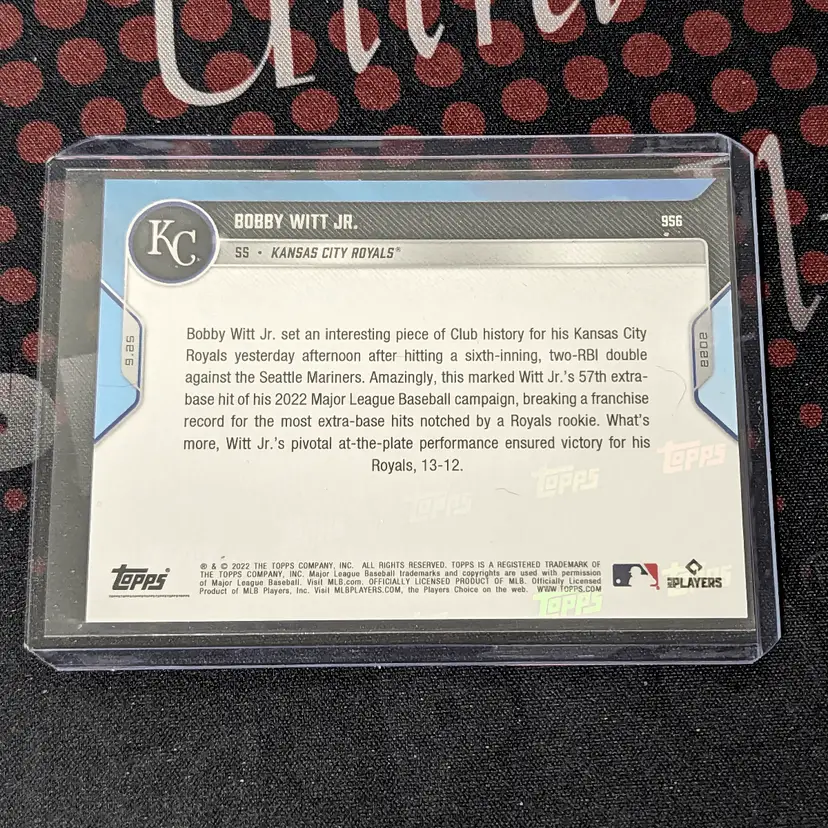 BOBBY WITT JR.
956
KC
SS • KANSAS CITY ROYALS®
9.25
2022
Bobby Witt Jr. set an interesting piece of Club history for his Kansas City
Royals yesterday afternoon after hitting a sixth-inning, two-RBI double
against the Seattle Mariners. Amazingly, this marked Witt Jr.'s 57th extra-
base hit of his 2022 Major League Baseball campaign, breaking a franchise
record for the most extra-base hits notched by a Royals rookie. What's
more, Witt Jr.'s pivotal at-the-plate performance ensured victory for his
Royals, 13-12.
Topps
Topps
Topps
Topps®
® & © 2022 THE TOPPS COMPANY, INC. ALL RIGHTS RESERVED. TOPPS IS A REGISTERED TRADEMARK OF
THE TOPPS COMPANY, INC. Major League Baseball trademarks and copyrights are used with permission
of Major League Baseball. Visit MLB.com. OFFICIALLY LICENSED PRODUCT OF MLB. Officially Licensed
Product of MLB Players, Inc. Visit MLBPLAYERS.COM, the Players Choice on the web. WWW.TOPPS.COM
MLB PLAYERS
Topps
Topps